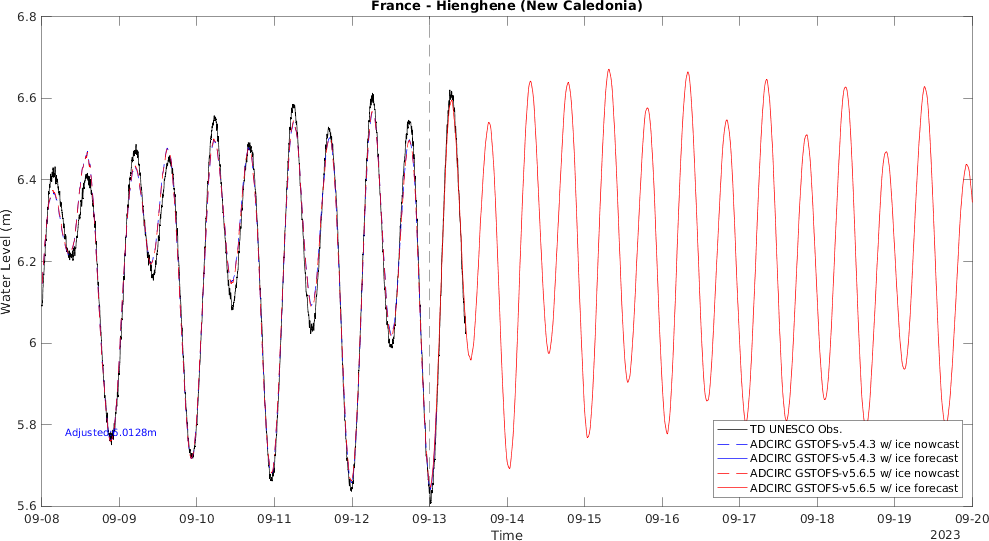 France - Hienghene (New Caledonia)
6.8
6.6
6.4
6.2
6
5.8
5.6
Water Level (m)
Adjusted 6.0128m
TD UNESCO Obs.
ADCIRC GSTOFS-v5.4.3 w/ ice nowcast
ADCIRC GSTOFS-v5.4.3 w/ ice forecast
ADCIRC GSTOFS-v5.6.5 w/ ice nowcast
ADCIRC GSTOFS-v5.6.5 w/ ice forecast
09-08 09-09 09-10 09-11 09-12 09-13 09-14 09-15 09-16 09-17 09-18 09-19 09-20
Time
2023